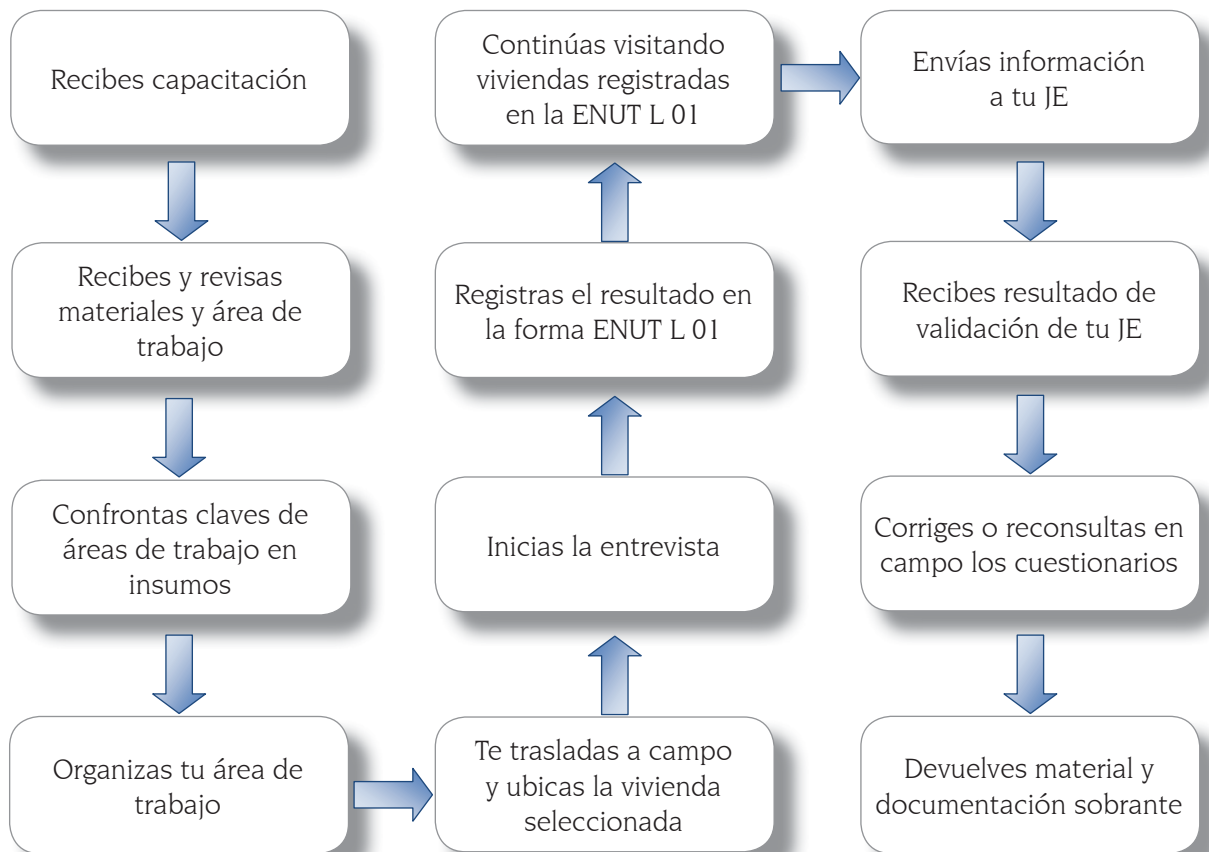 Recibes capacitación
Recibes y revisas
materiales y área de
trabajo
Confrontas claves de
áreas de trabajo en
insumos
Organizas tu área de
trabajo
Te trasladas a campo
y ubicas la vivienda
seleccionada
Inicias la entrevista
Registras el resultado en
la forma ENUT L 01
Continúas visitando
viviendas registradas
en la ENUT L 01
Envías información
a tu JE
Recibes resultado de
validación de tu JE
Corriges o reconsultas en
campo los cuestionarios
Devuelves material y
documentación sobrante